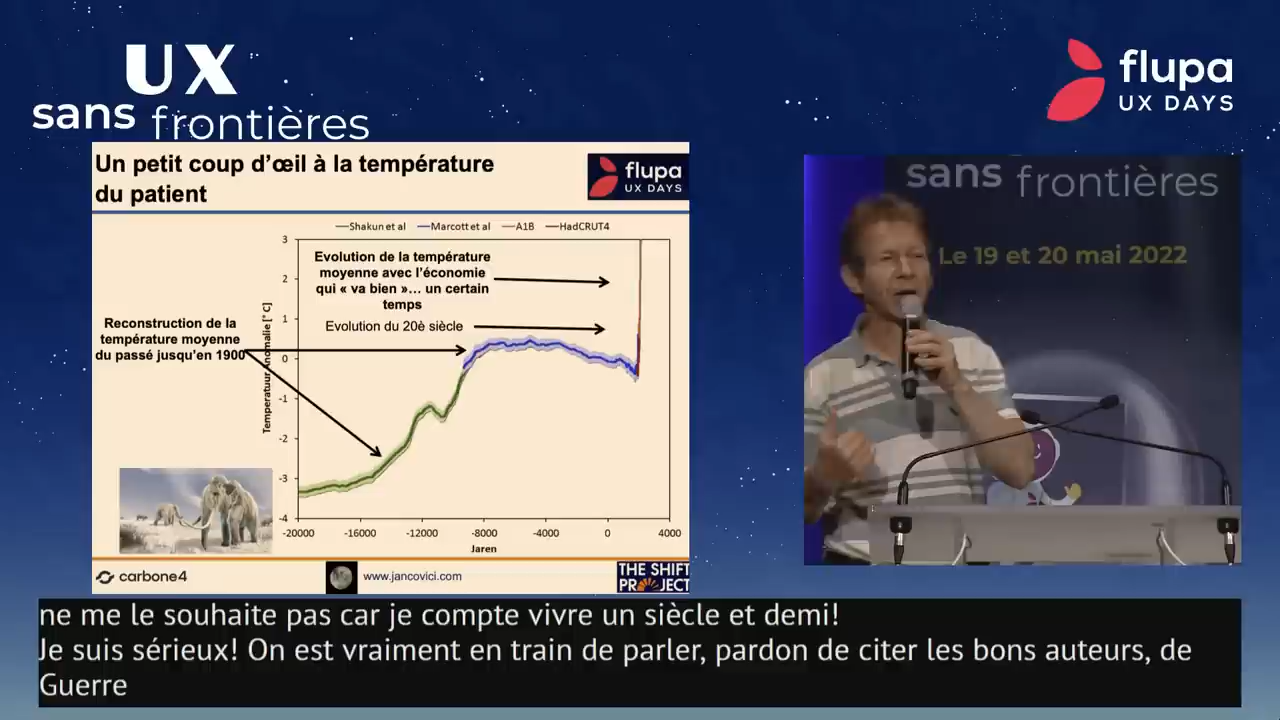 UX
sans frontières
flupa
UX DAYS
Un petit coup d’œil à la température
du patient
flupa
UX DAYS
Shakun et al
Marcott et al
A1B
HadCRUT4
Evolution de la température
moyenne avec l’économie
qui « va bien »… un certain
temps
Evolution du 20è siècle
Reconstruction de la
température moyenne
du passé jusqu’en 1900
Temperatuur Anomalie [° C]
3
2
1
0
-1
-2
-3
-4
-20000
-16000
-12000
-8000
-4000
0
4000
Jaren
carbone4
www.jancovici.com
THE SHIFT
PROJECT
sans frontières
Le 19 et 20 mai 2022
ne me le souhaite pas car je compte vivre un siècle et demi!
Je suis sérieux! On est vraiment en train de parler, pardon de citer les bons auteurs, de
Guerre